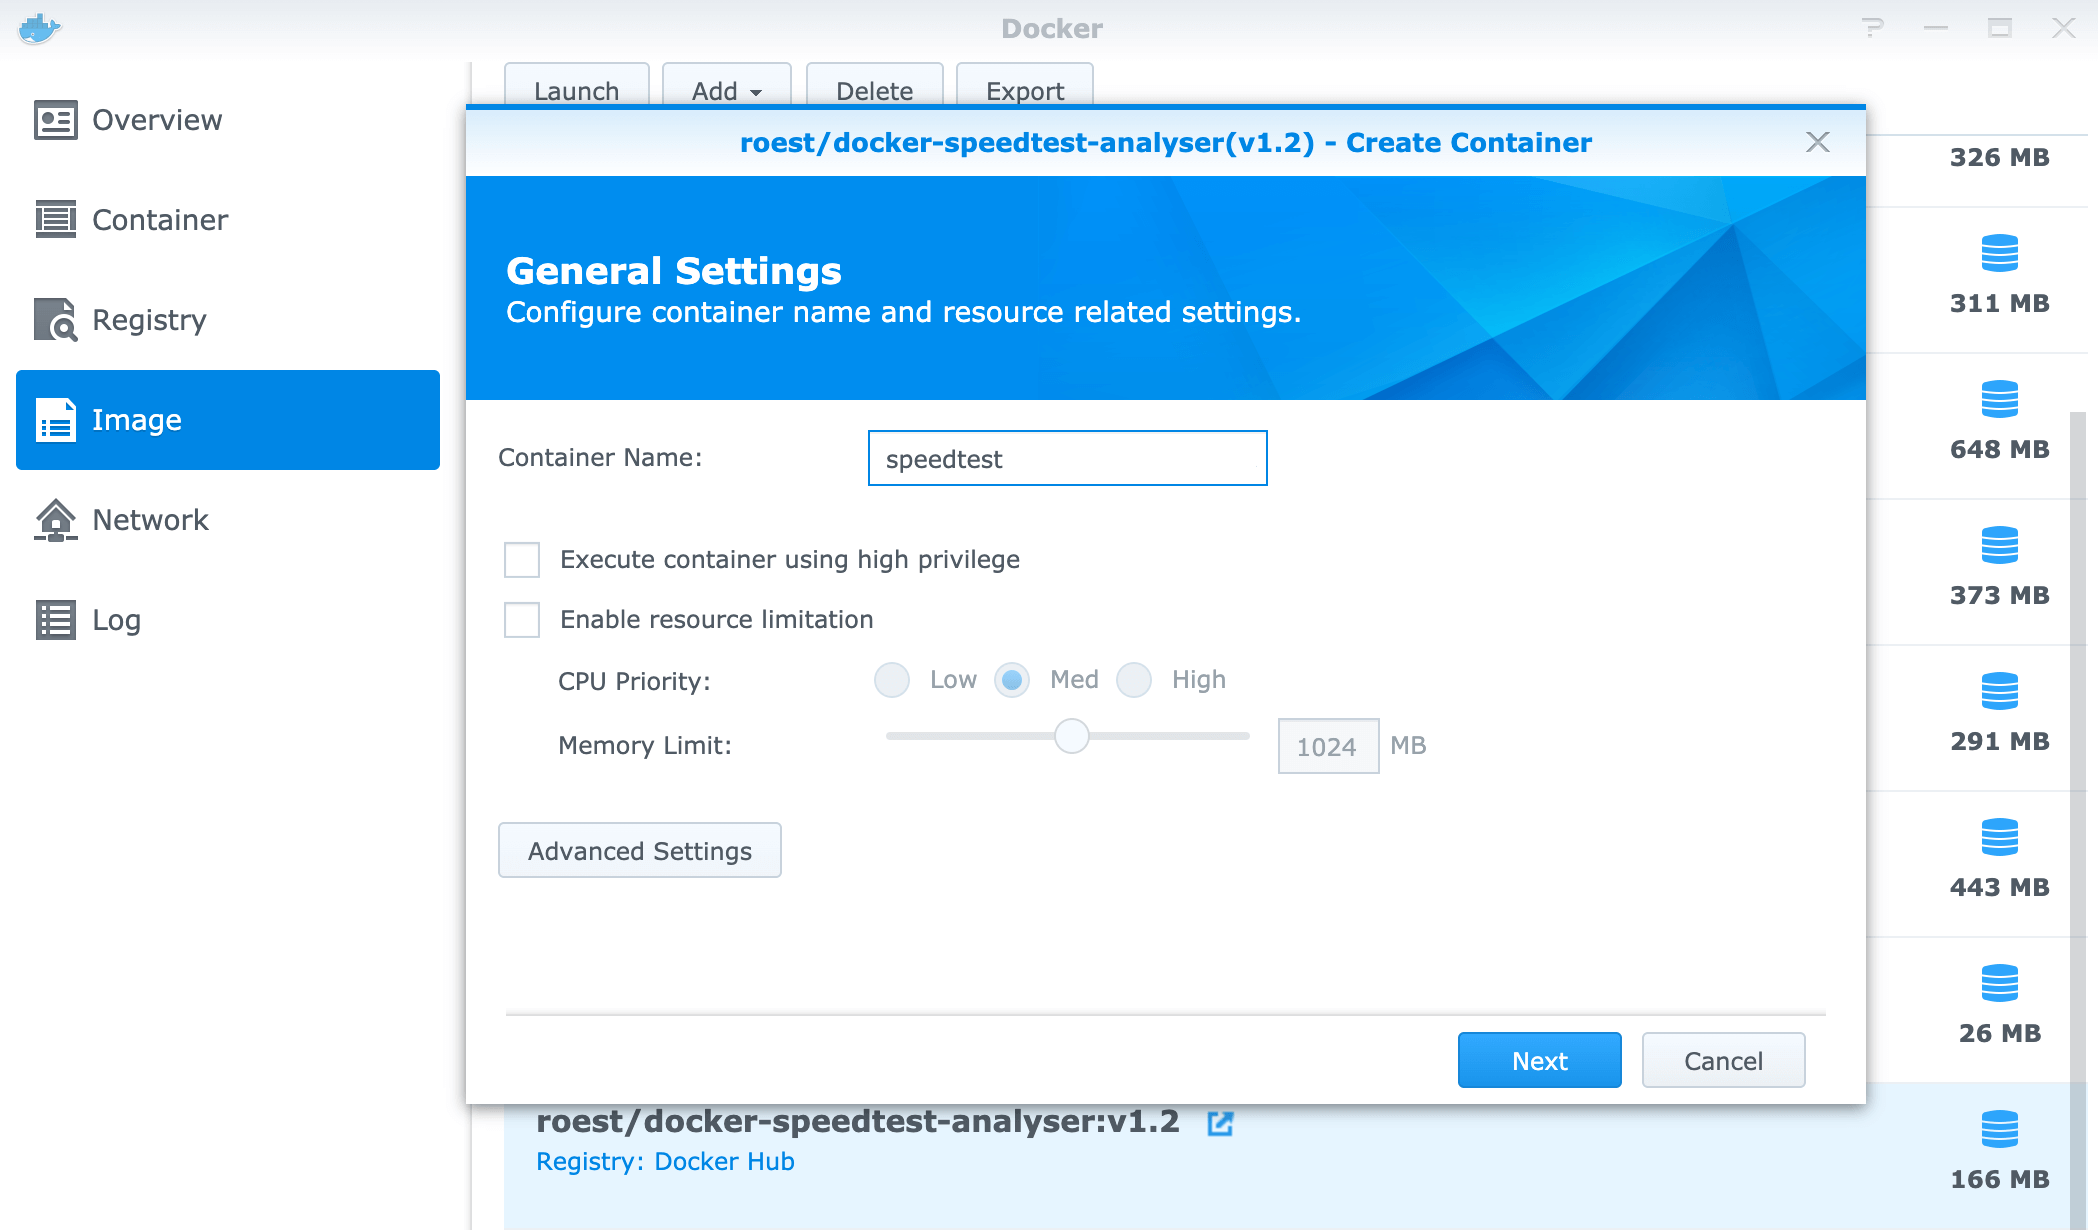 Docker
Overview
Container
Registry
Image
Network
Log
Launch
Add
Delete
Export
roest/docker-speedtest-analyser(v1.2) - Create Container
General Settings
Configure container name and resource related settings.
Container Name:
speedtest
Execute container using high privilege
Enable resource limitation
CPU Priority:
Low
Med
High
Memory Limit:
1024
MB
Advanced Settings
Next
Cancel
326 MB
311 MB
648 MB
373 MB
291 MB
443 MB
26 MB
roest/docker-speedtest-analyser:v1.2
Registry: Docker Hub
166 MB